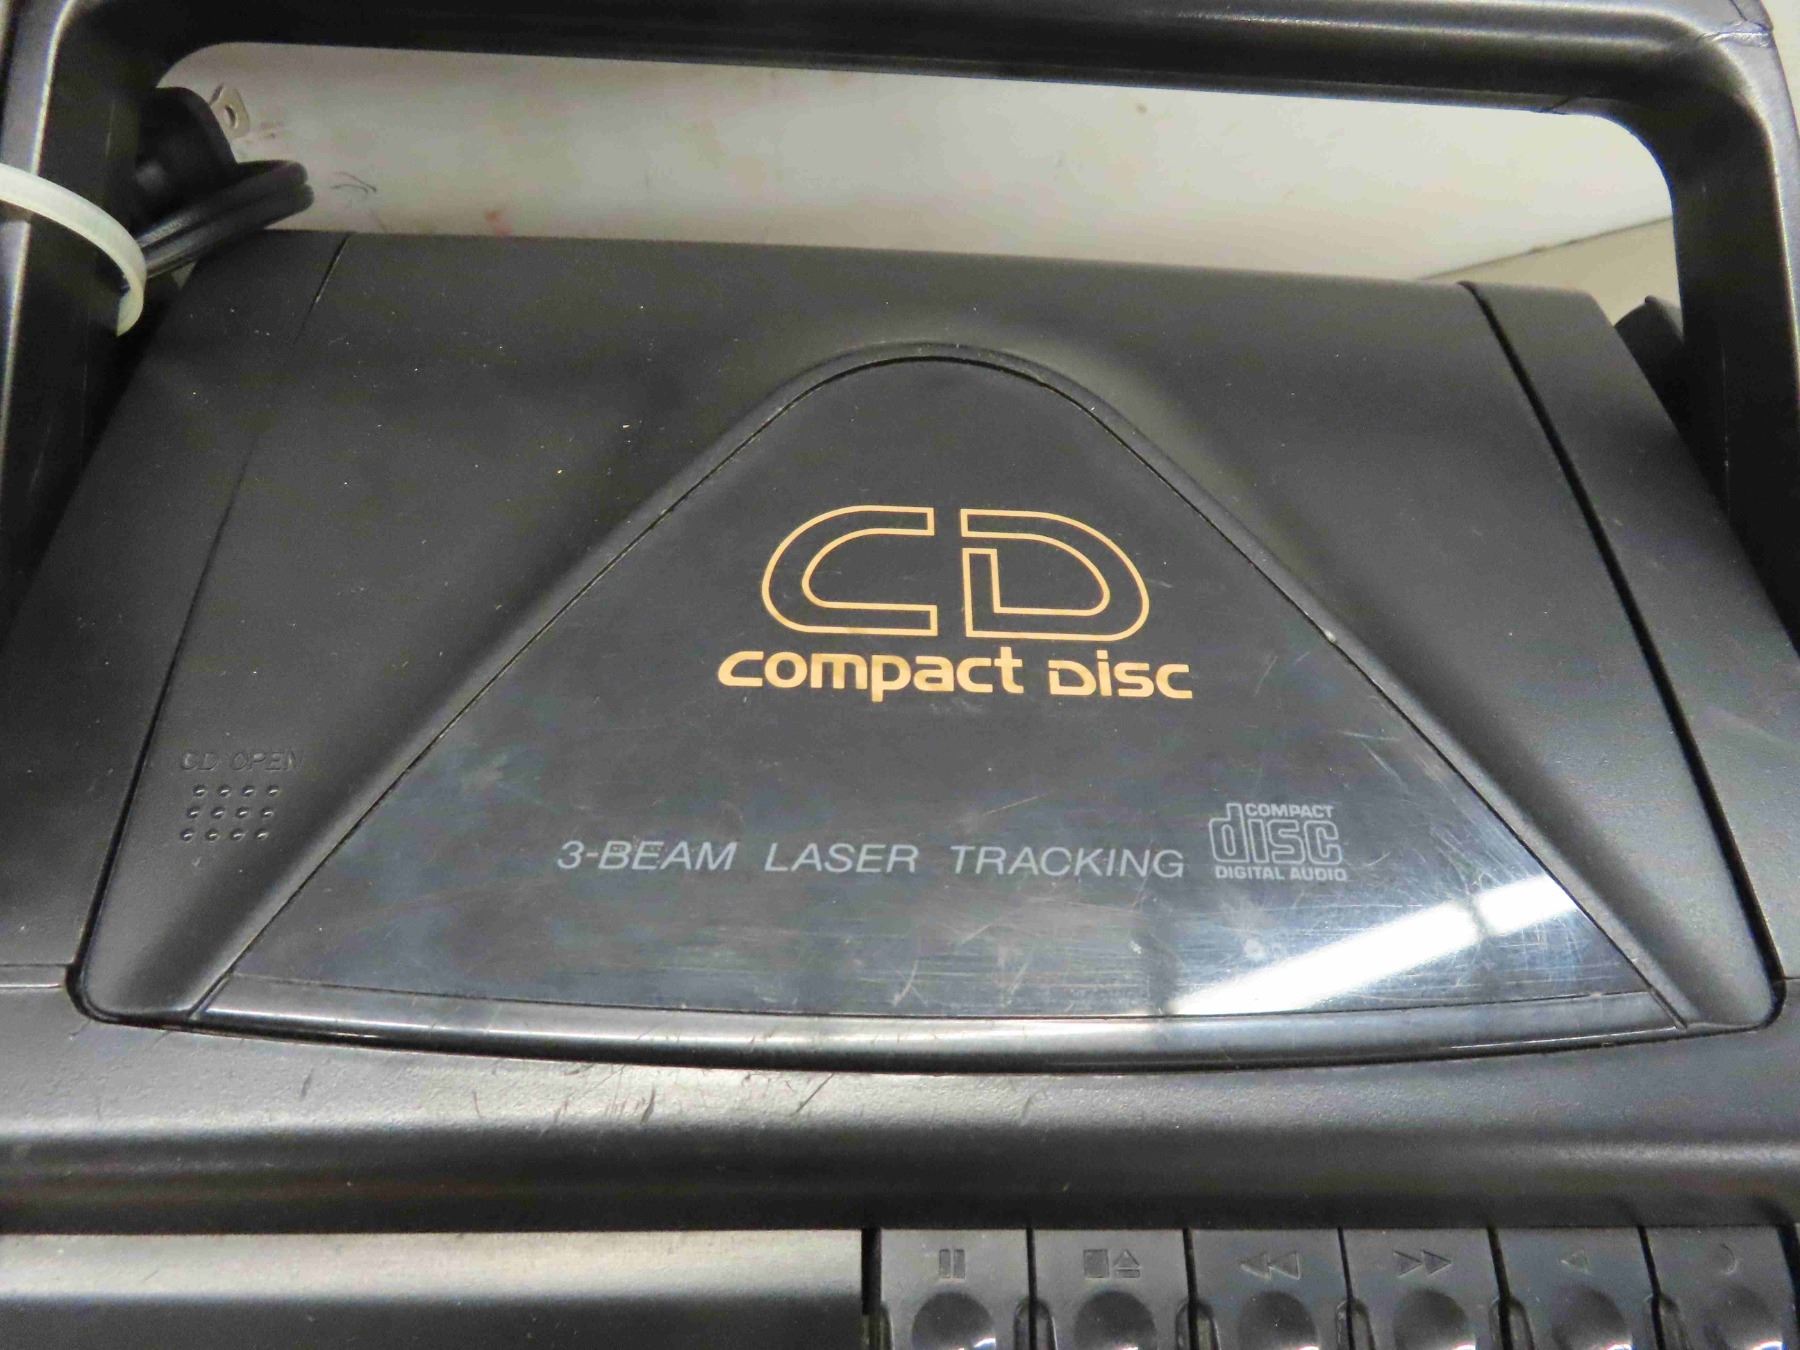 CD
compact Disc
CD OPEN
3-BEAM LASER TRACKING
COMPACT
disc
DIGITAL AUDIO